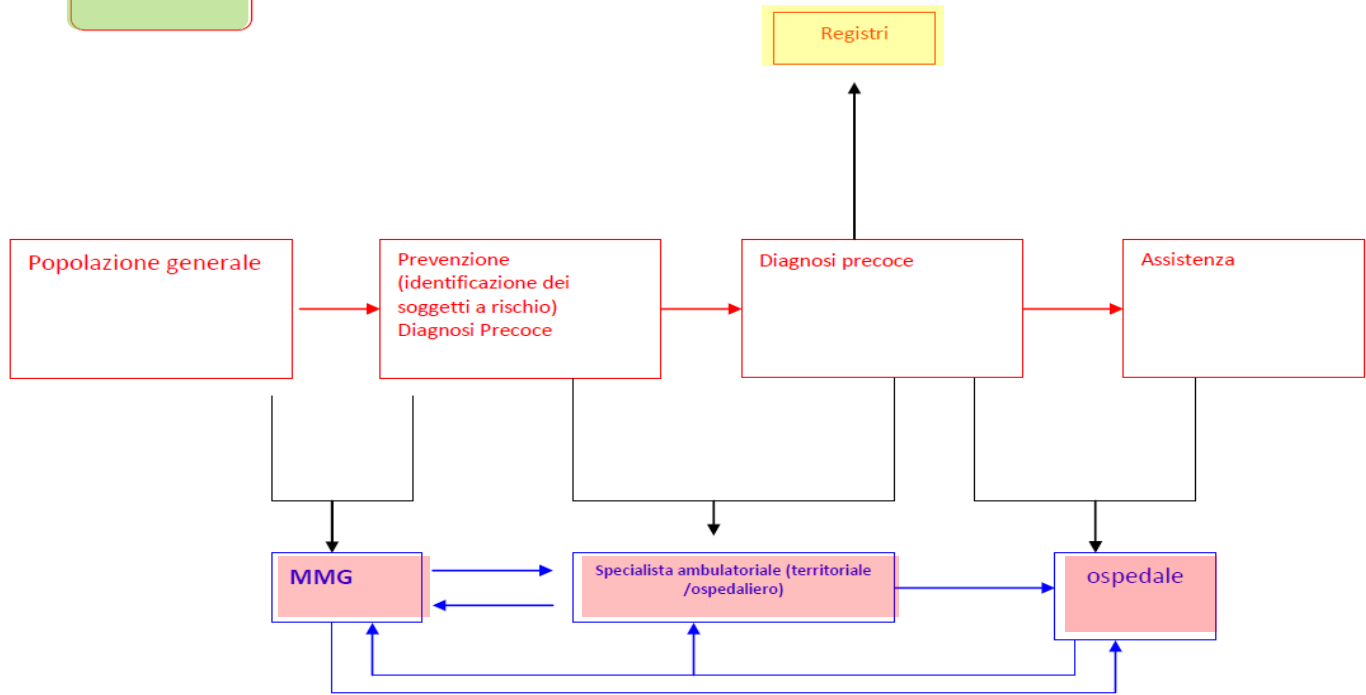 Registri
Popolazione generale
Prevenzione
(identificazione dei
soggetti a rischio)
Diagnosi Precoce
Diagnosi precoce
Assistenza
MMG
Specialista ambulatoriale (territoriale
/ospedaliero)
ospedale